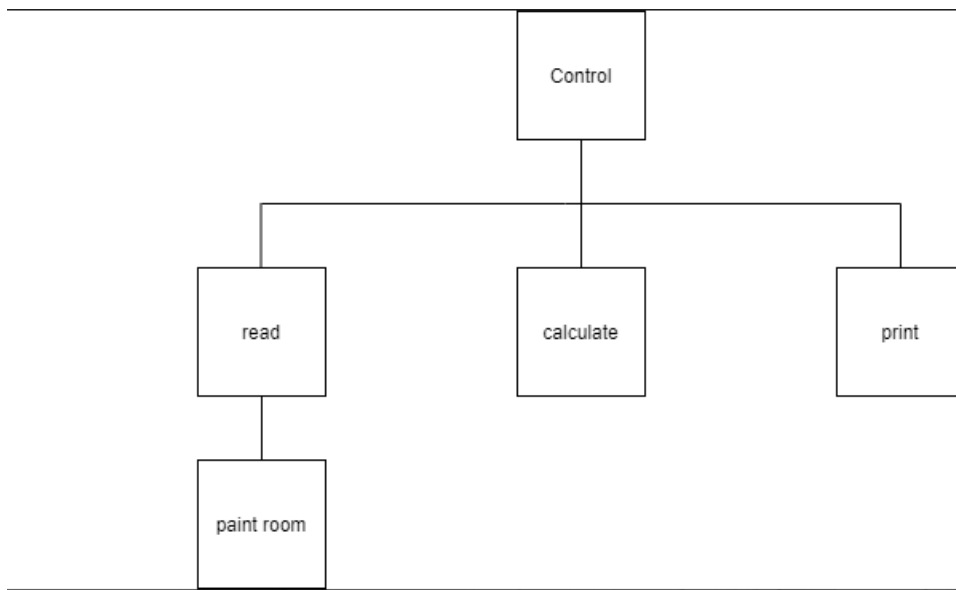 Control
read
calculate
print
paint room